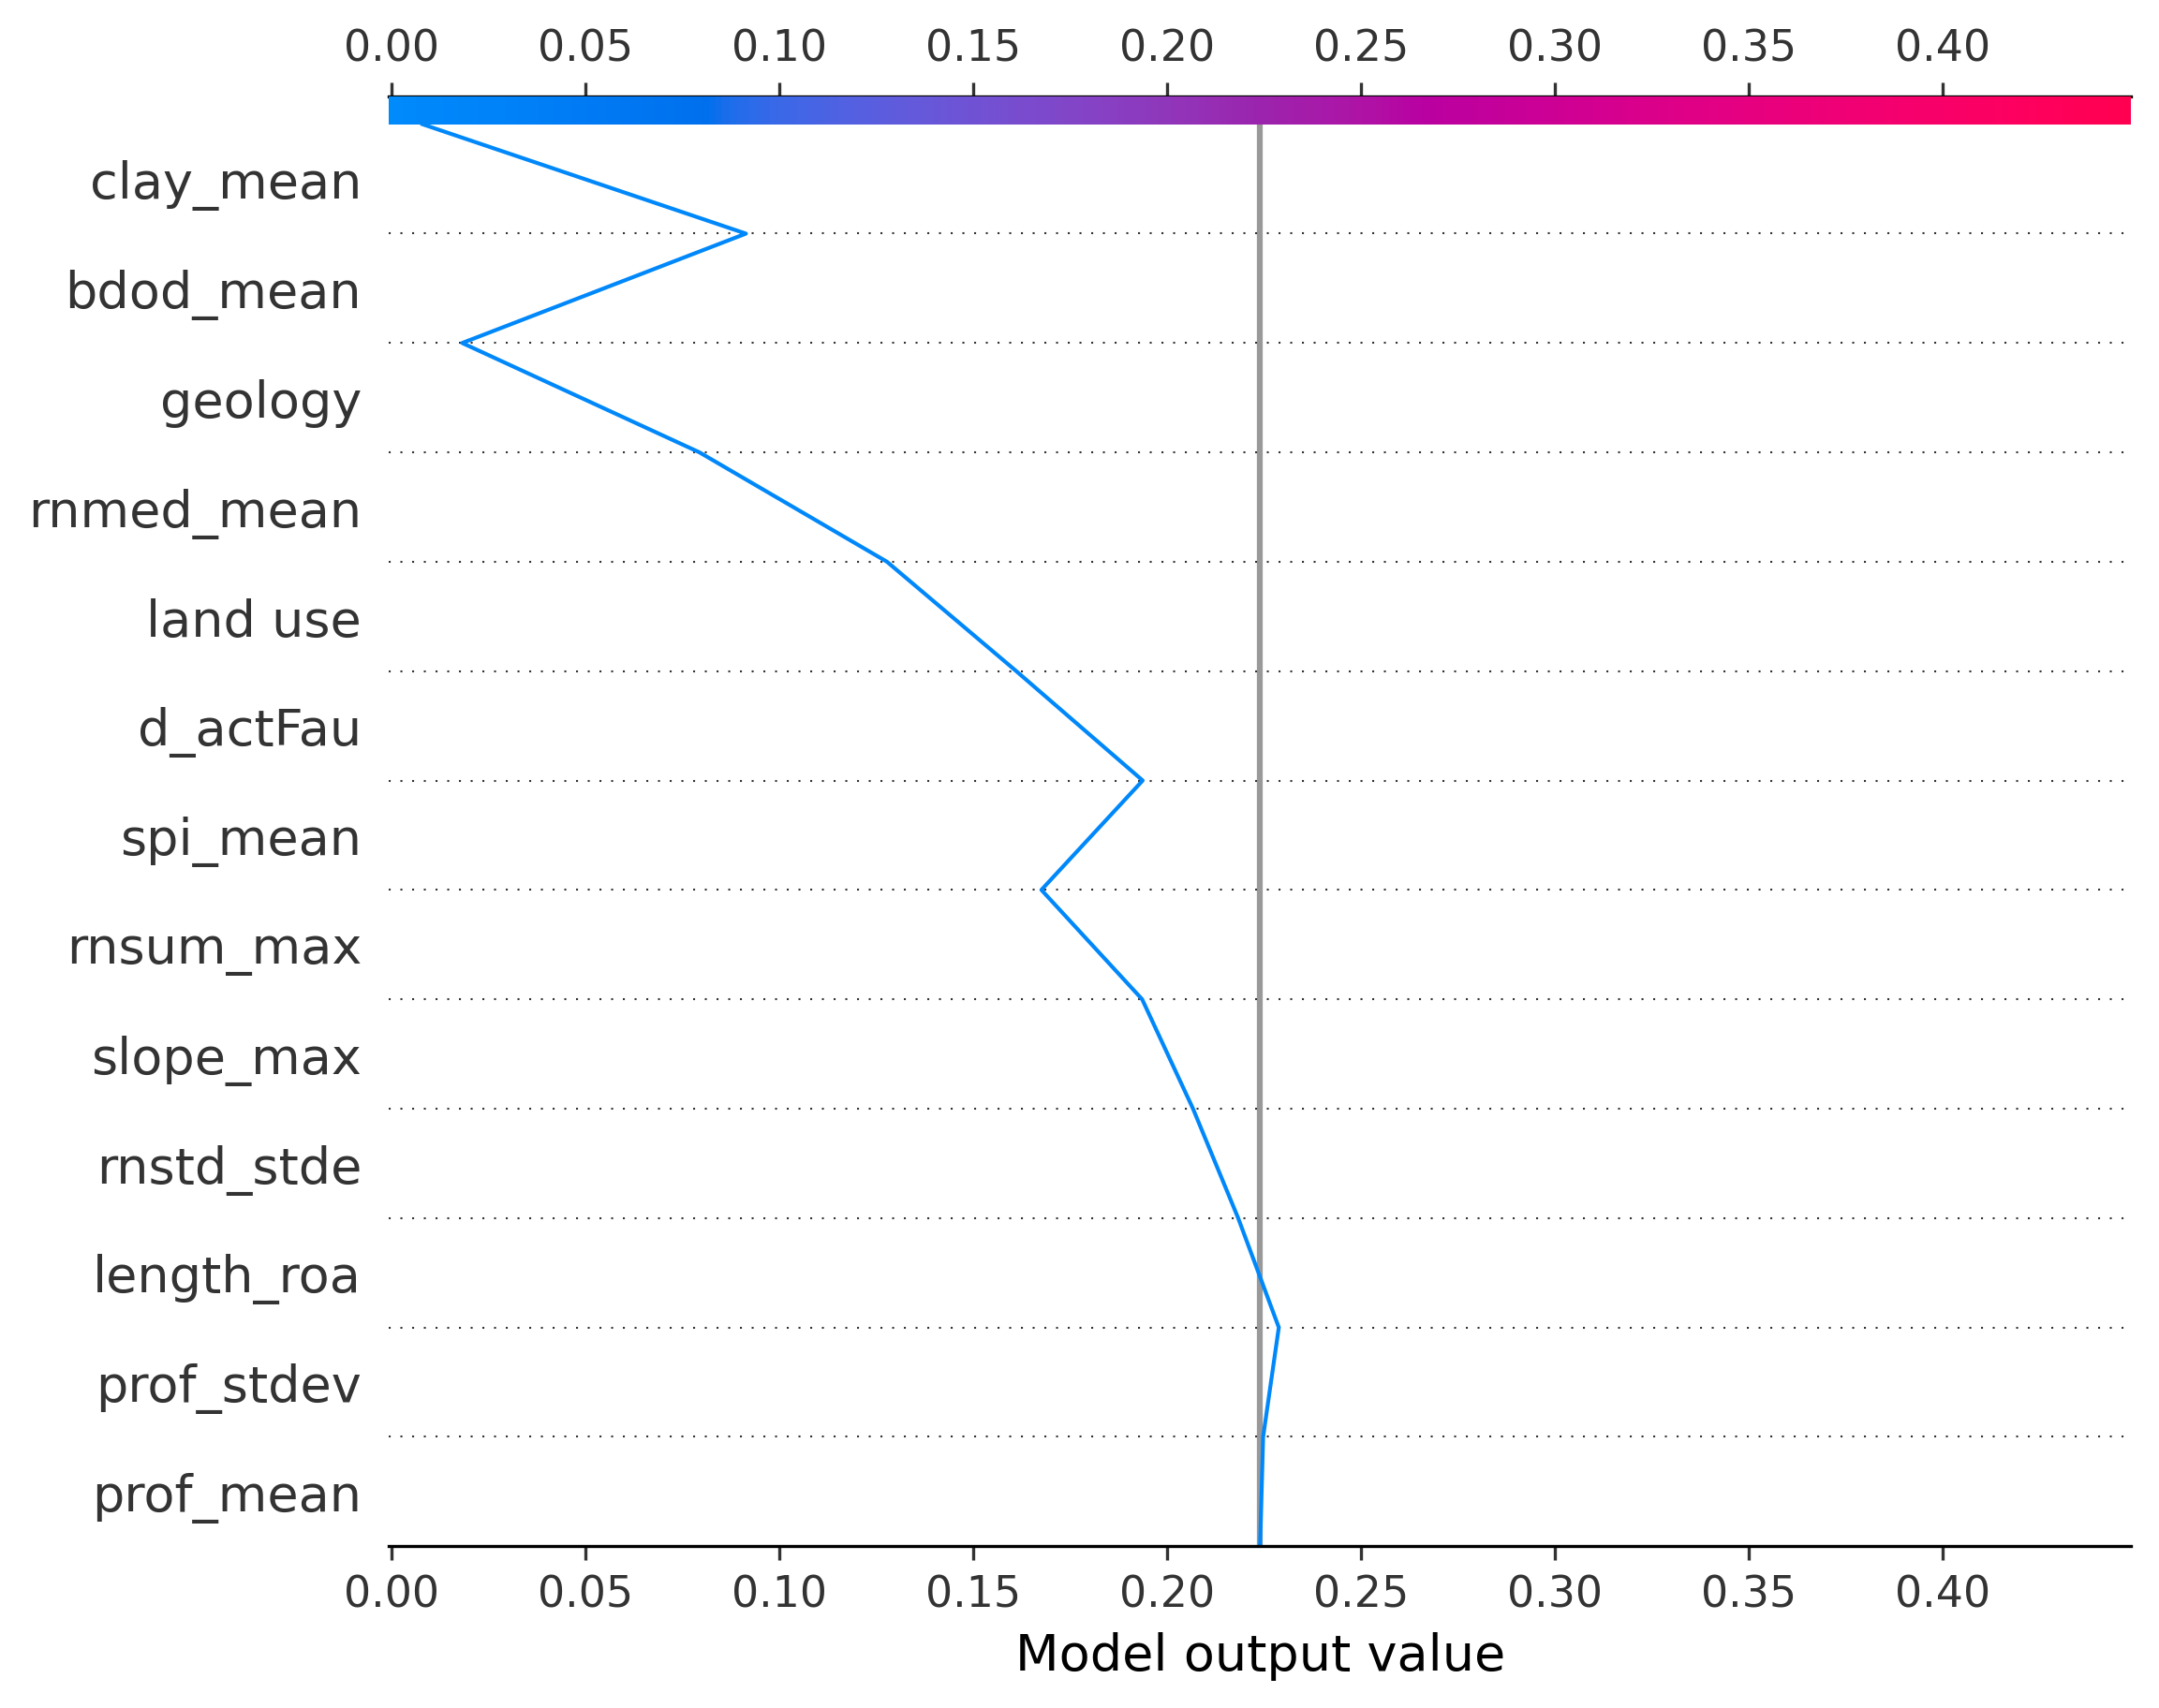 0.00 0.05 0.10 0.15 0.20 0.25 0.30 0.35 0.40
clay_mean
bdod_mean
geology
rnmed_mean
land use
d_actFau
spi_mean
rnsum_max
slope_max
rnstd_stde
length_roa
prof_stdev
prof_mean
0.00 0.05 0.10 0.15 0.20 0.25 0.30 0.35 0.40
Model output value